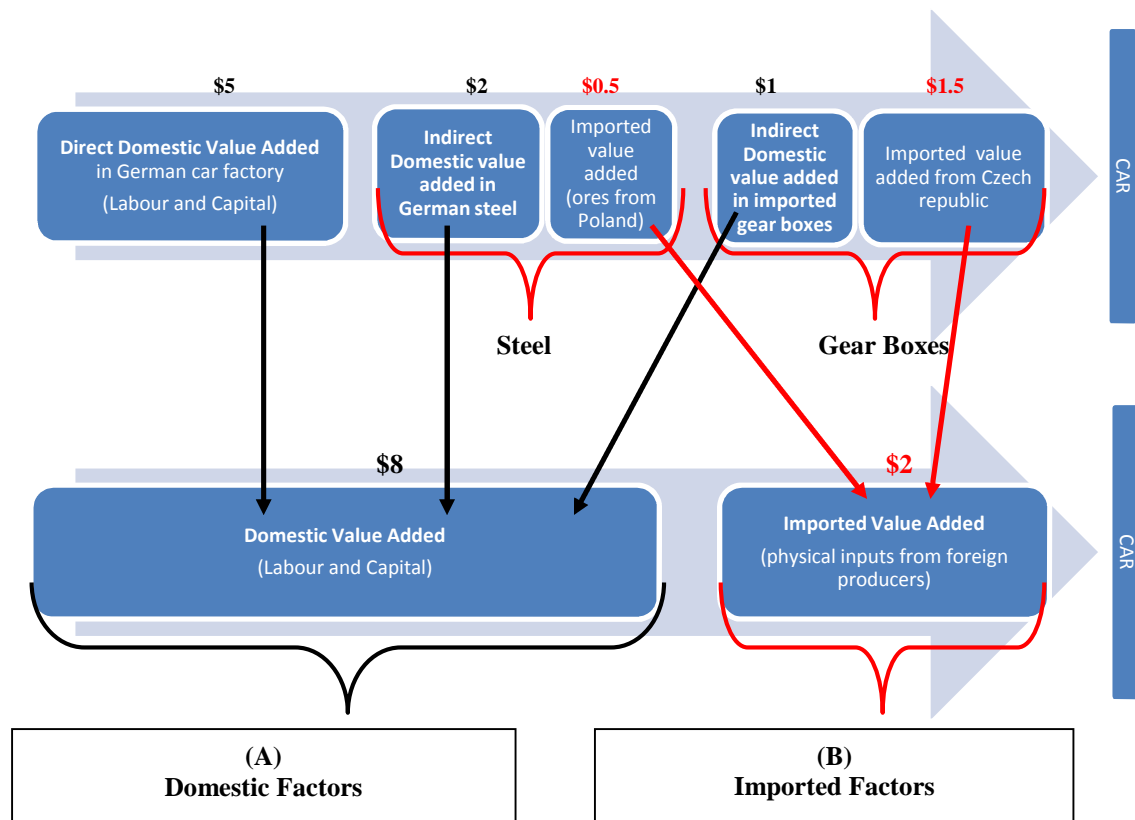 $5
$2
$0.5
$1
$1.5
Direct Domestic Value Added
in German car factory
(Labour and Capital)
Indirect
Domestic value
added in
German steel
Imported
value
added
(ores from
Poland)
Indirect
Domestic
value added
in imported
gear boxes
Imported value
added from Czech
republic
CAR
Steel
Gear Boxes
$8
$2
Domestic Value Added
(Labour and Capital)
Imported Value Added
(physical inputs from foreign
producers)
CAR
(A)
Domestic Factors
(B)
Imported Factors